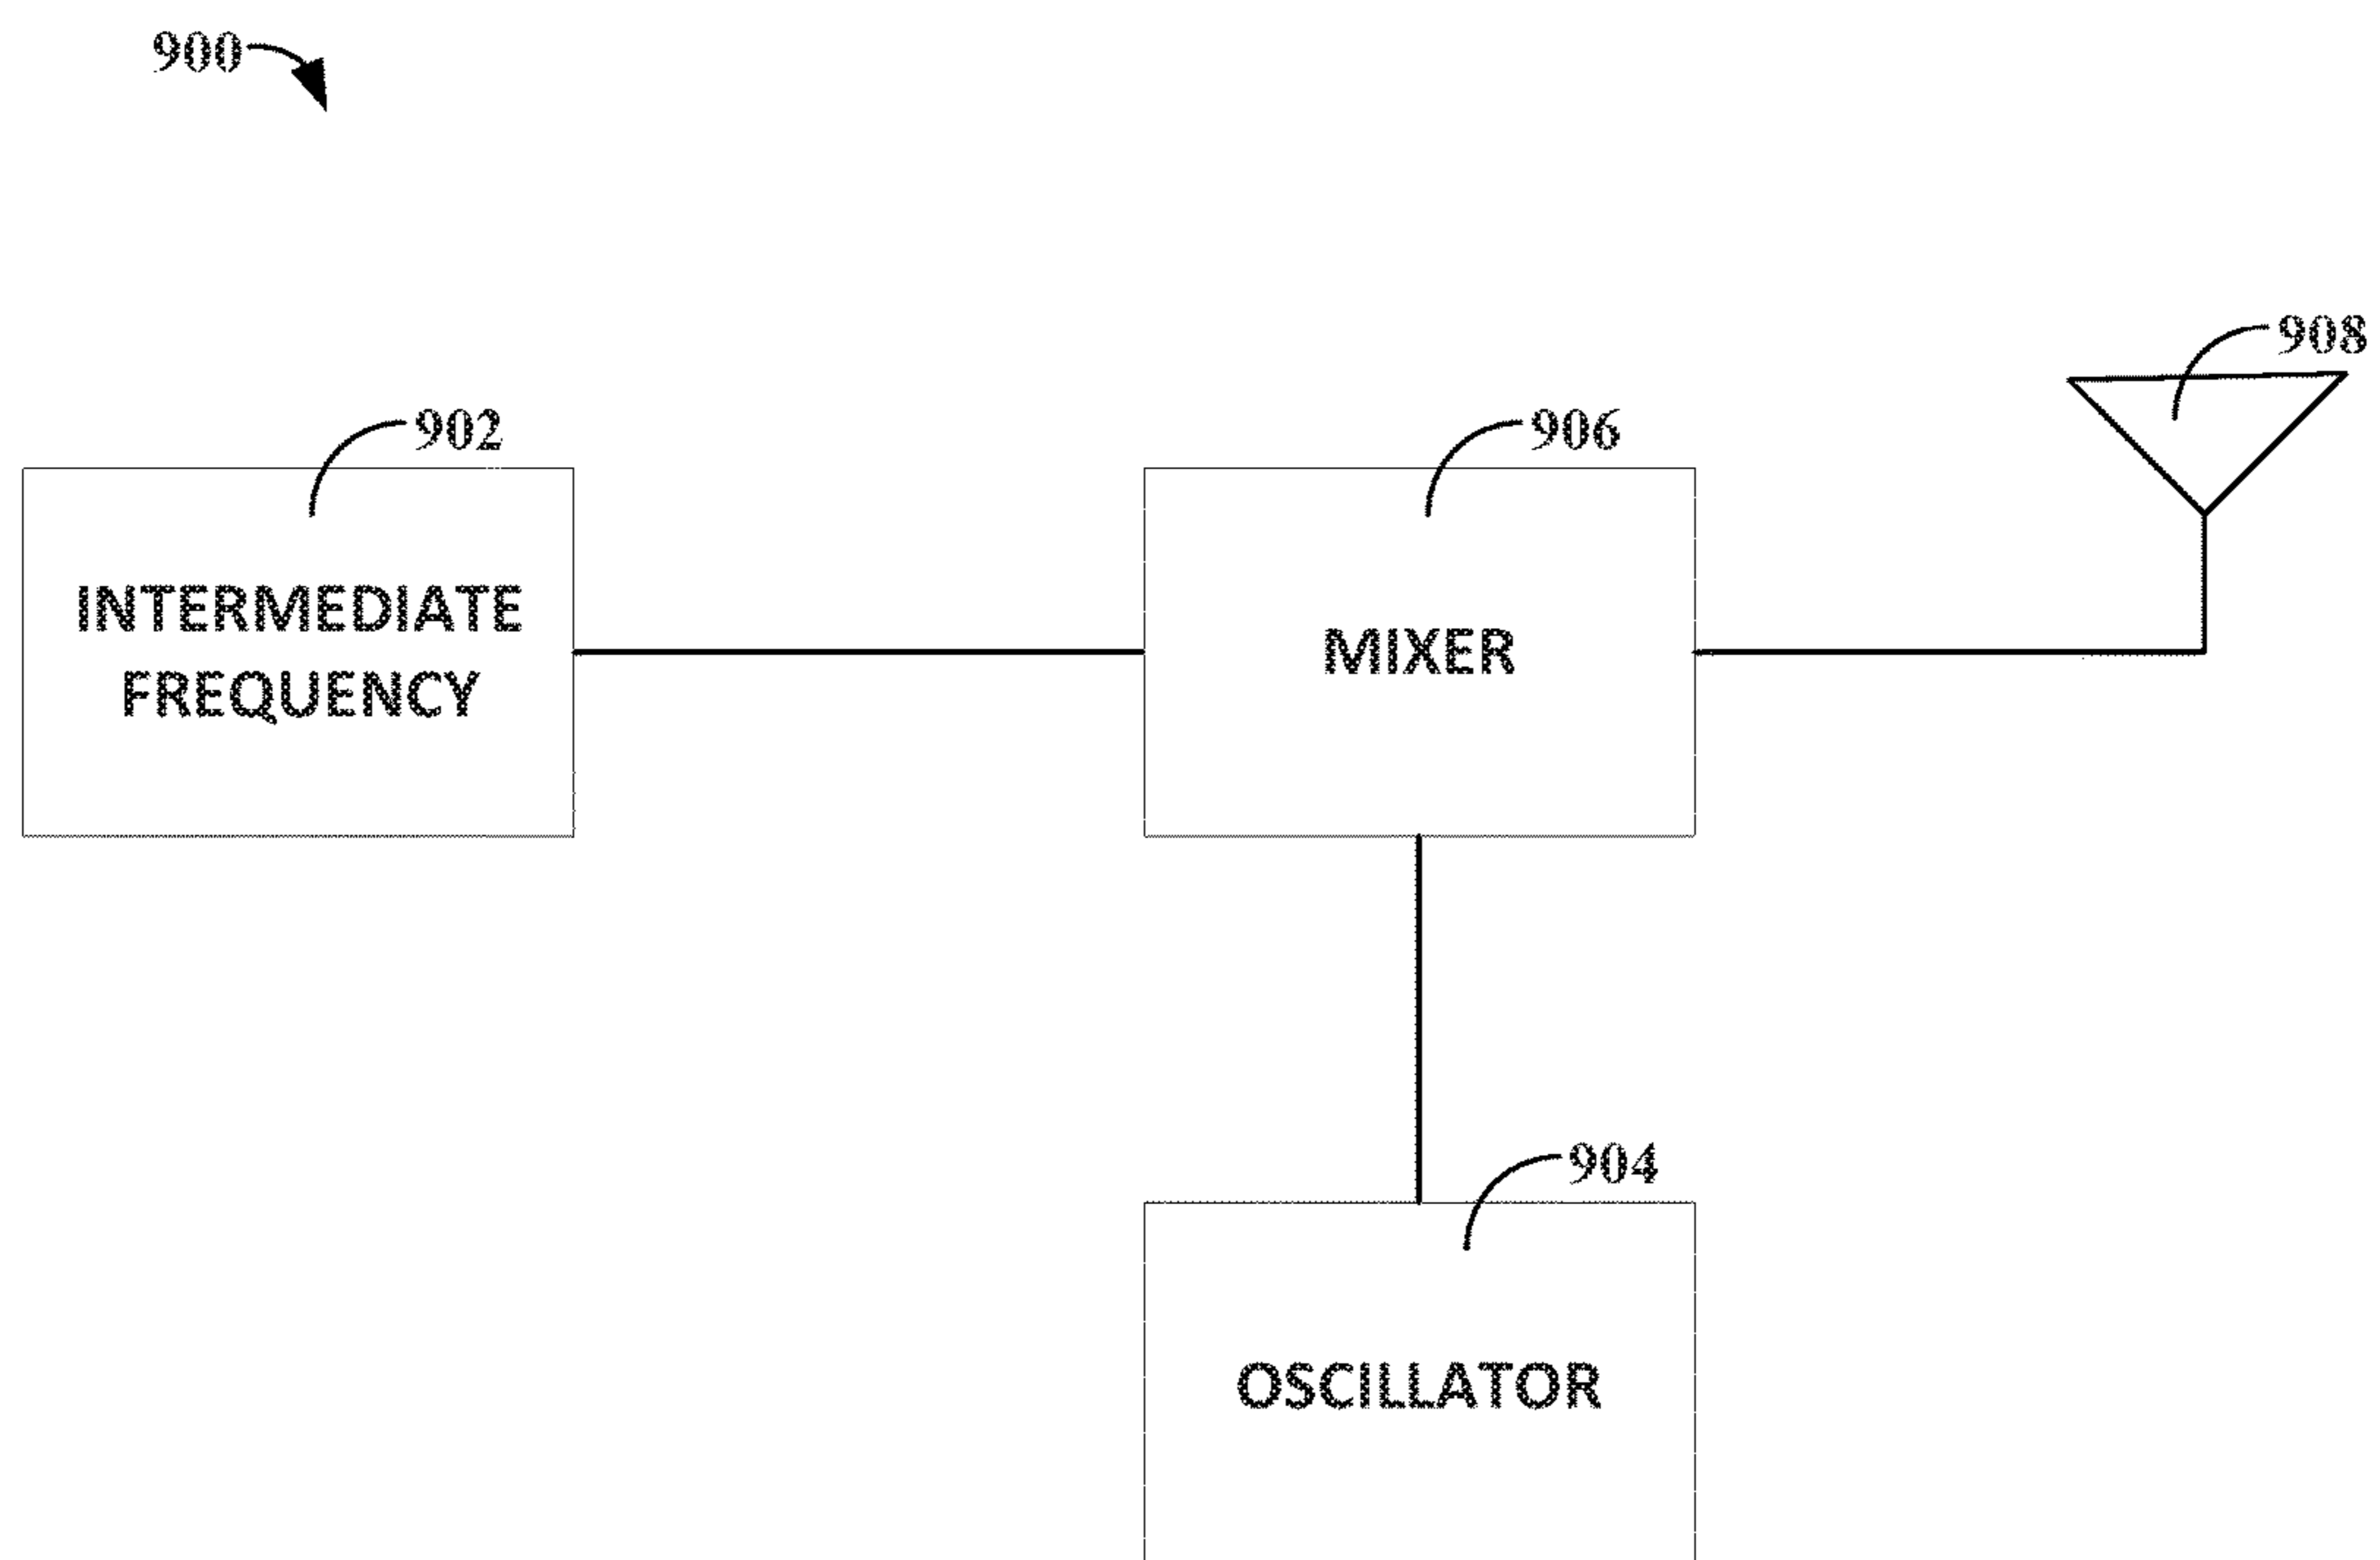 900
908
902
906
INTERMEDIATE
FREQUENCY
MIXER
904
OSCILLATOR